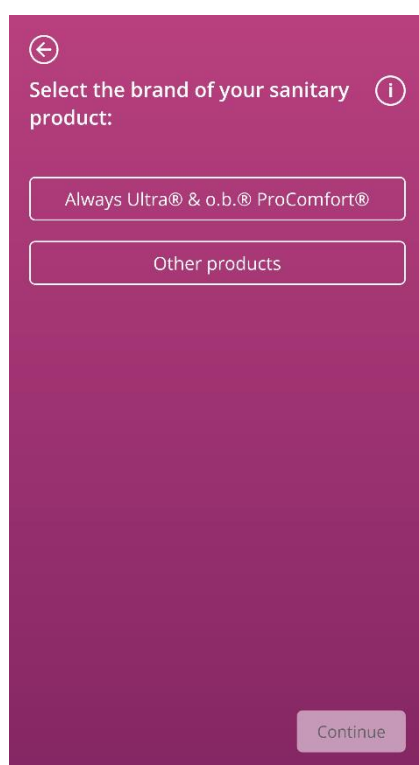 Select the brand of your sanitary
product:
Always Ultra® & o.b.® ProComfort®
Other products
Continue